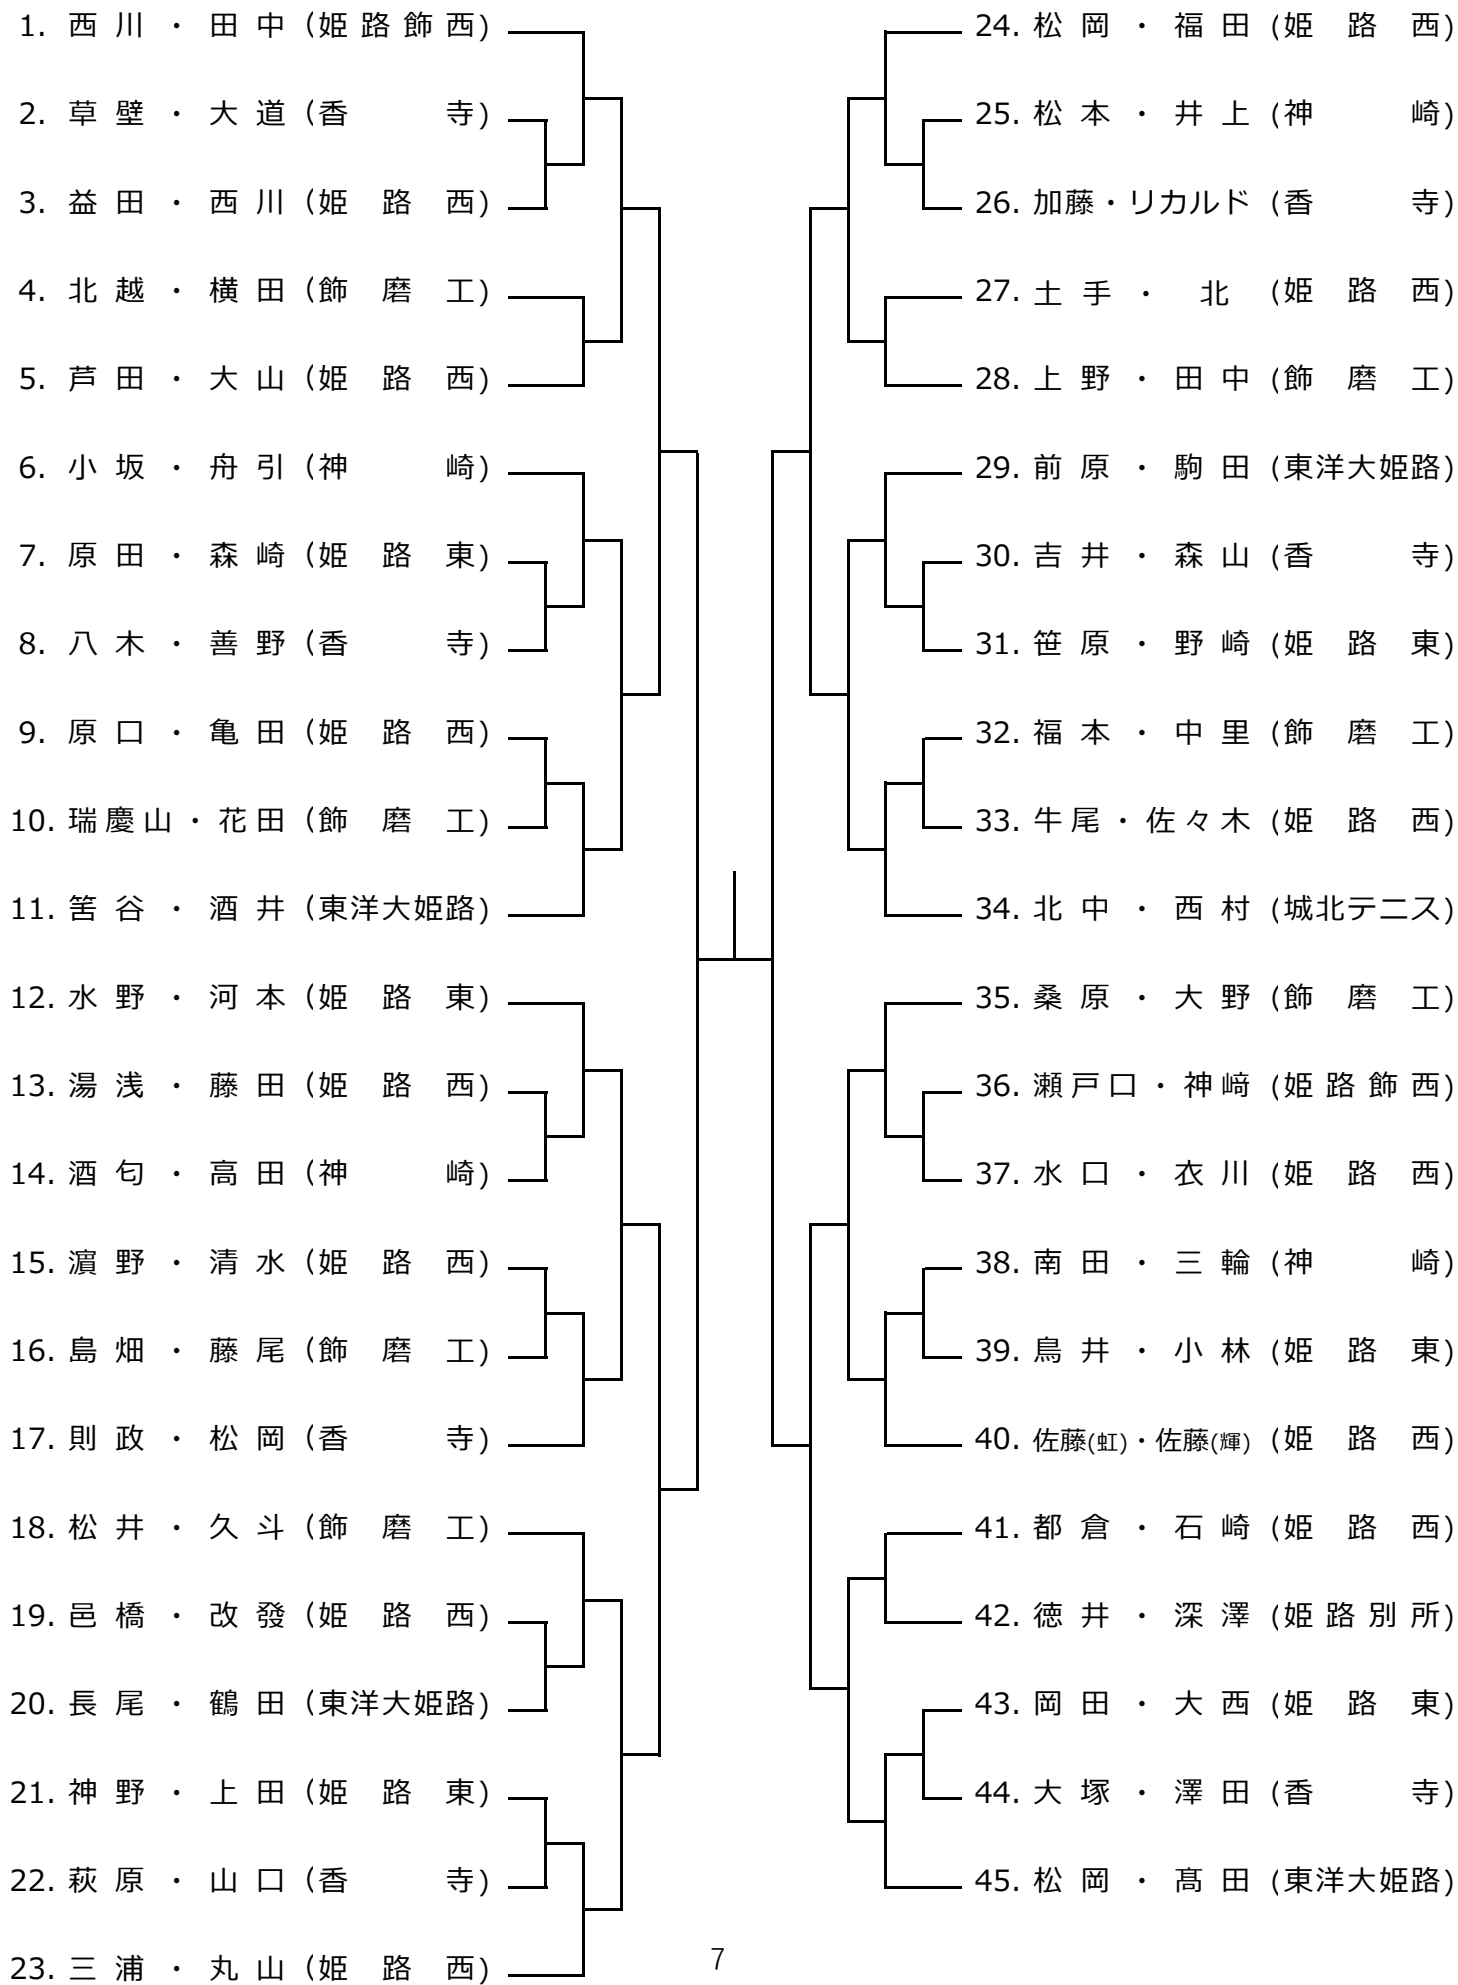 1. 西川・田中(姫路飾西)
2. 草壁・大道(香寺)
3. 益田・西川(姫路西)
4. 北越・横田(飾磨工)
5. 芦田・大山(姫路西)
6. 小坂・舟引(神崎)
7. 原田・森崎(姫路東)
8. 八木・善野(香寺)
9. 原口・亀田(姫路西)
10. 瑞慶山・花田(飾磨工)
11. 筈谷・酒井(東洋大姫路)
12. 水野・河本(姫路東)
13. 湯浅・藤田(姫路西)
14. 酒匂・高田(神崎)
15. 濵野・清水(姫路西)
16. 島畑・藤尾(飾磨工)
17. 則政・松岡(香寺)
18. 松井・久斗(飾磨工)
19. 邑橋・改發(姫路西)
20. 長尾・鶴田(東洋大姫路)
21. 神野・上田(姫路東)
22. 萩原・山口(香寺)
23. 三浦・丸山(姫路西)
24. 松岡・福田(姫路西)
25. 松本・井上(神崎)
26. 加藤・リカルド(香寺)
27. 土手・北(姫路西)
28. 上野・田中(飾磨工)
29. 前原・駒田(東洋大姫路)
30. 吉井・森山(香寺)
31. 笹原・野崎(姫路東)
32. 福本・中里(飾磨工)
33. 牛尾・佐々木(姫路西)
34. 北中・西村(城北テニス)
35. 桑原・大野(飾磨工)
36. 瀬戸口・神﨑(姫路飾西)
37. 水口・衣川(姫路西)
38. 南田・三輪(神崎)
39. 鳥井・小林(姫路東)
40. 佐藤(虹)・佐藤(輝)(姫路西)
41. 都倉・石崎(姫路西)
42. 徳井・深澤(姫路別所)
43. 岡田・大西(姫路東)
44. 大塚・澤田(香寺)
45. 松岡・髙田(東洋大姫路)
7